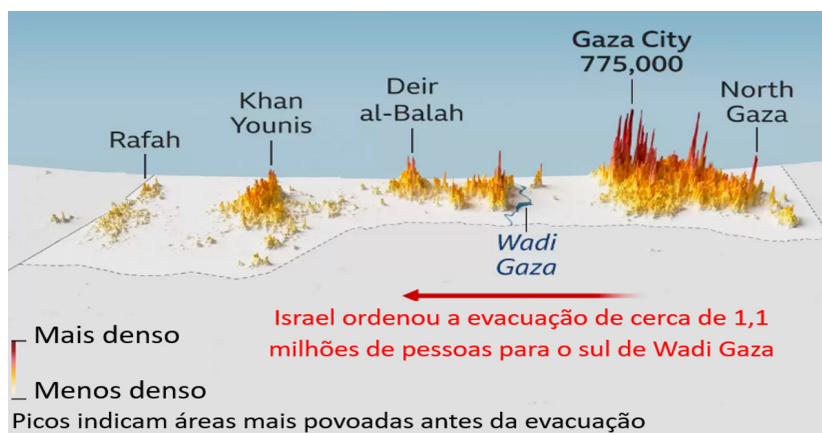 Gaza City
775,000
North
Gaza
Deir
al-Balah
Khan
Younis
Rafah
Wadi
Gaza
Israel ordenou a evacuação de cerca de 1,1
milhões de pessoas para o sul de Wadi Gaza
Mais denso
Menos denso
Picos indicam áreas mais povoadas antes da evacuação